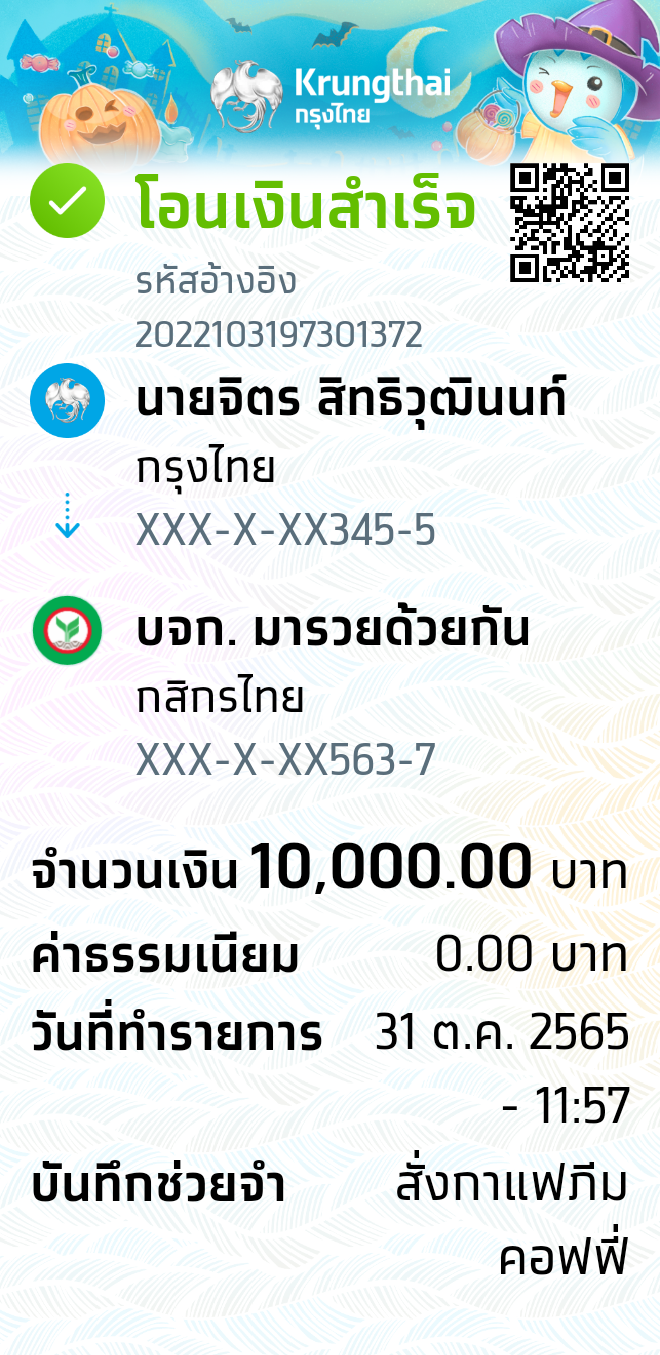 Krungthai
กรุงไทย
โอนเงินสำเร็จ
รหัสอ้างอิง
2022103197301372
นายจิตร สิทธิวุฒินนท์
กรุงไทย
XXX-X-XX345-5
บจก. มารวยด้วยกัน
กสิกรไทย
XXX-X-XX563-7
จำนวนเงิน 10,000.00 บาท
ค่าธรรมเนียม 0.00 บาท
วันที่ทำรายการ 31 ต.ค. 2565
- 11:57
บันทึกช่วยจำ สั่งกาแฟภีม
คอฟฟี่